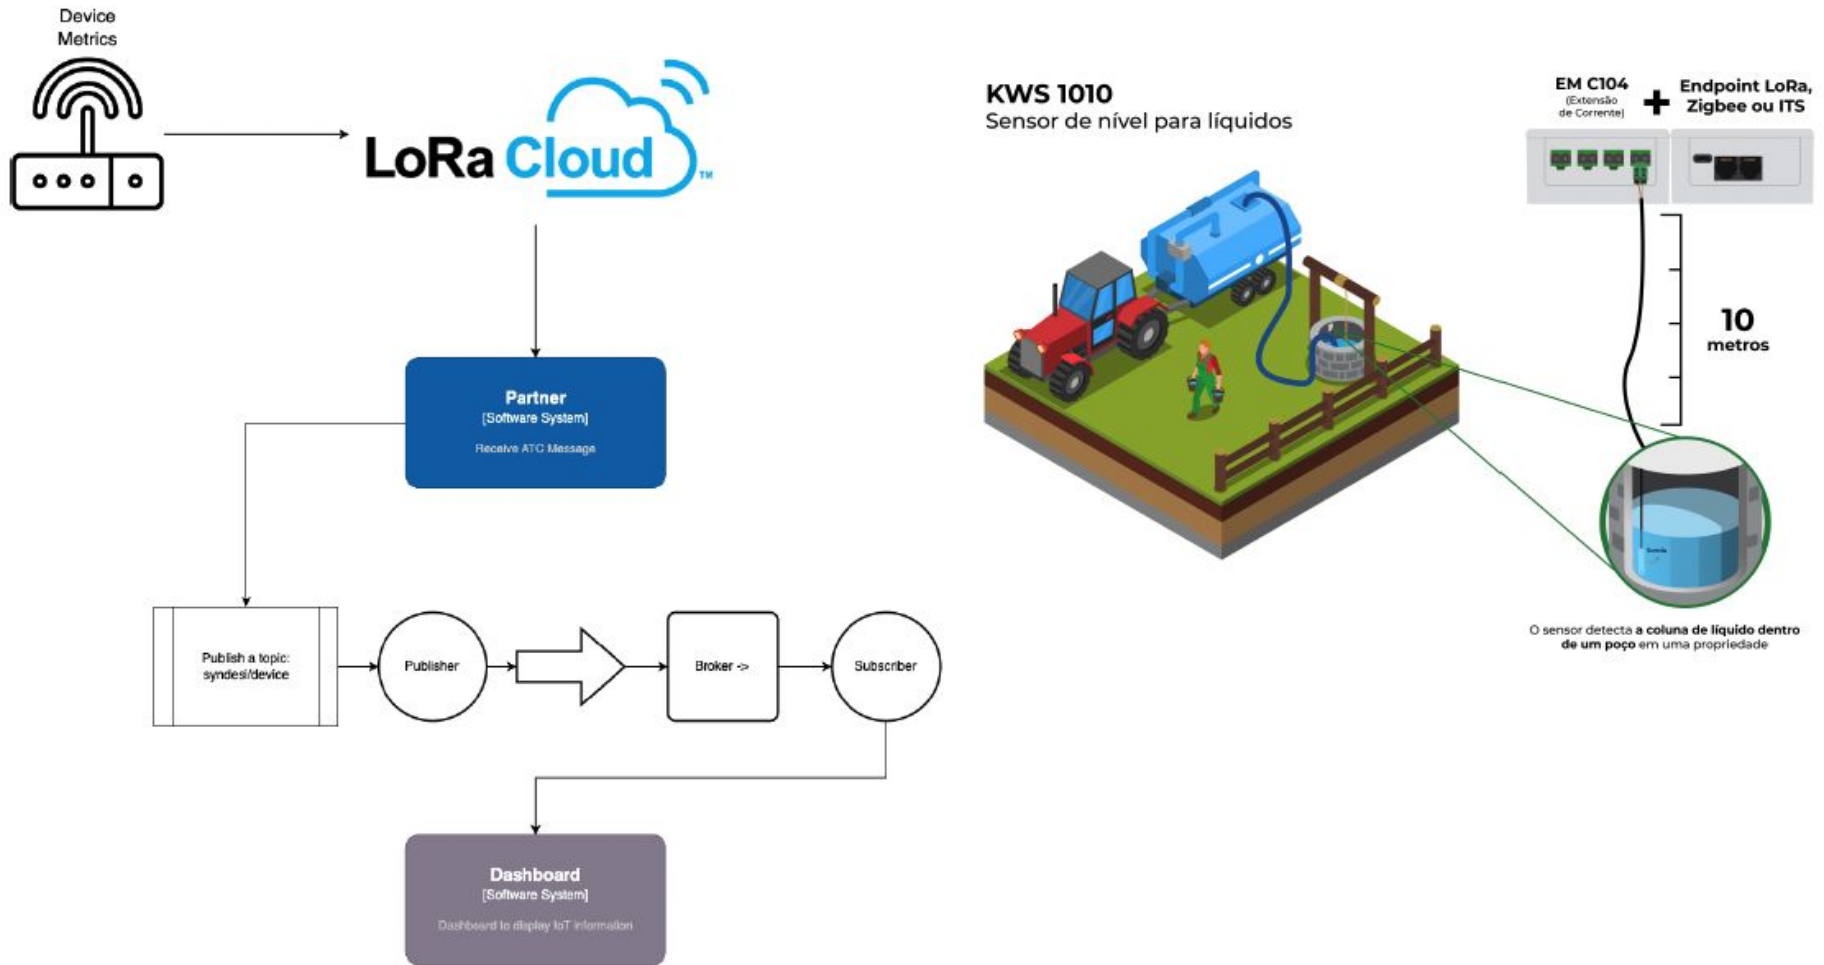 Device
Metrics
LoRa Cloud™
Partner
[Software System]
Receive ATC Message
Publish a topic:
syndesi/device
Publisher
Broker ->
Subscriber
Dashboard
[Software System]
Dashboard to display IoT information
KWS 1010
Sensor de nível para líquidos
EM C104
(Extensão
de Corrente)
+
Endpoint LoRa,
Zigbee ou ITS
10
metros
Sonda
O sensor detecta a coluna de líquido dentro
de um poço em uma propriedade